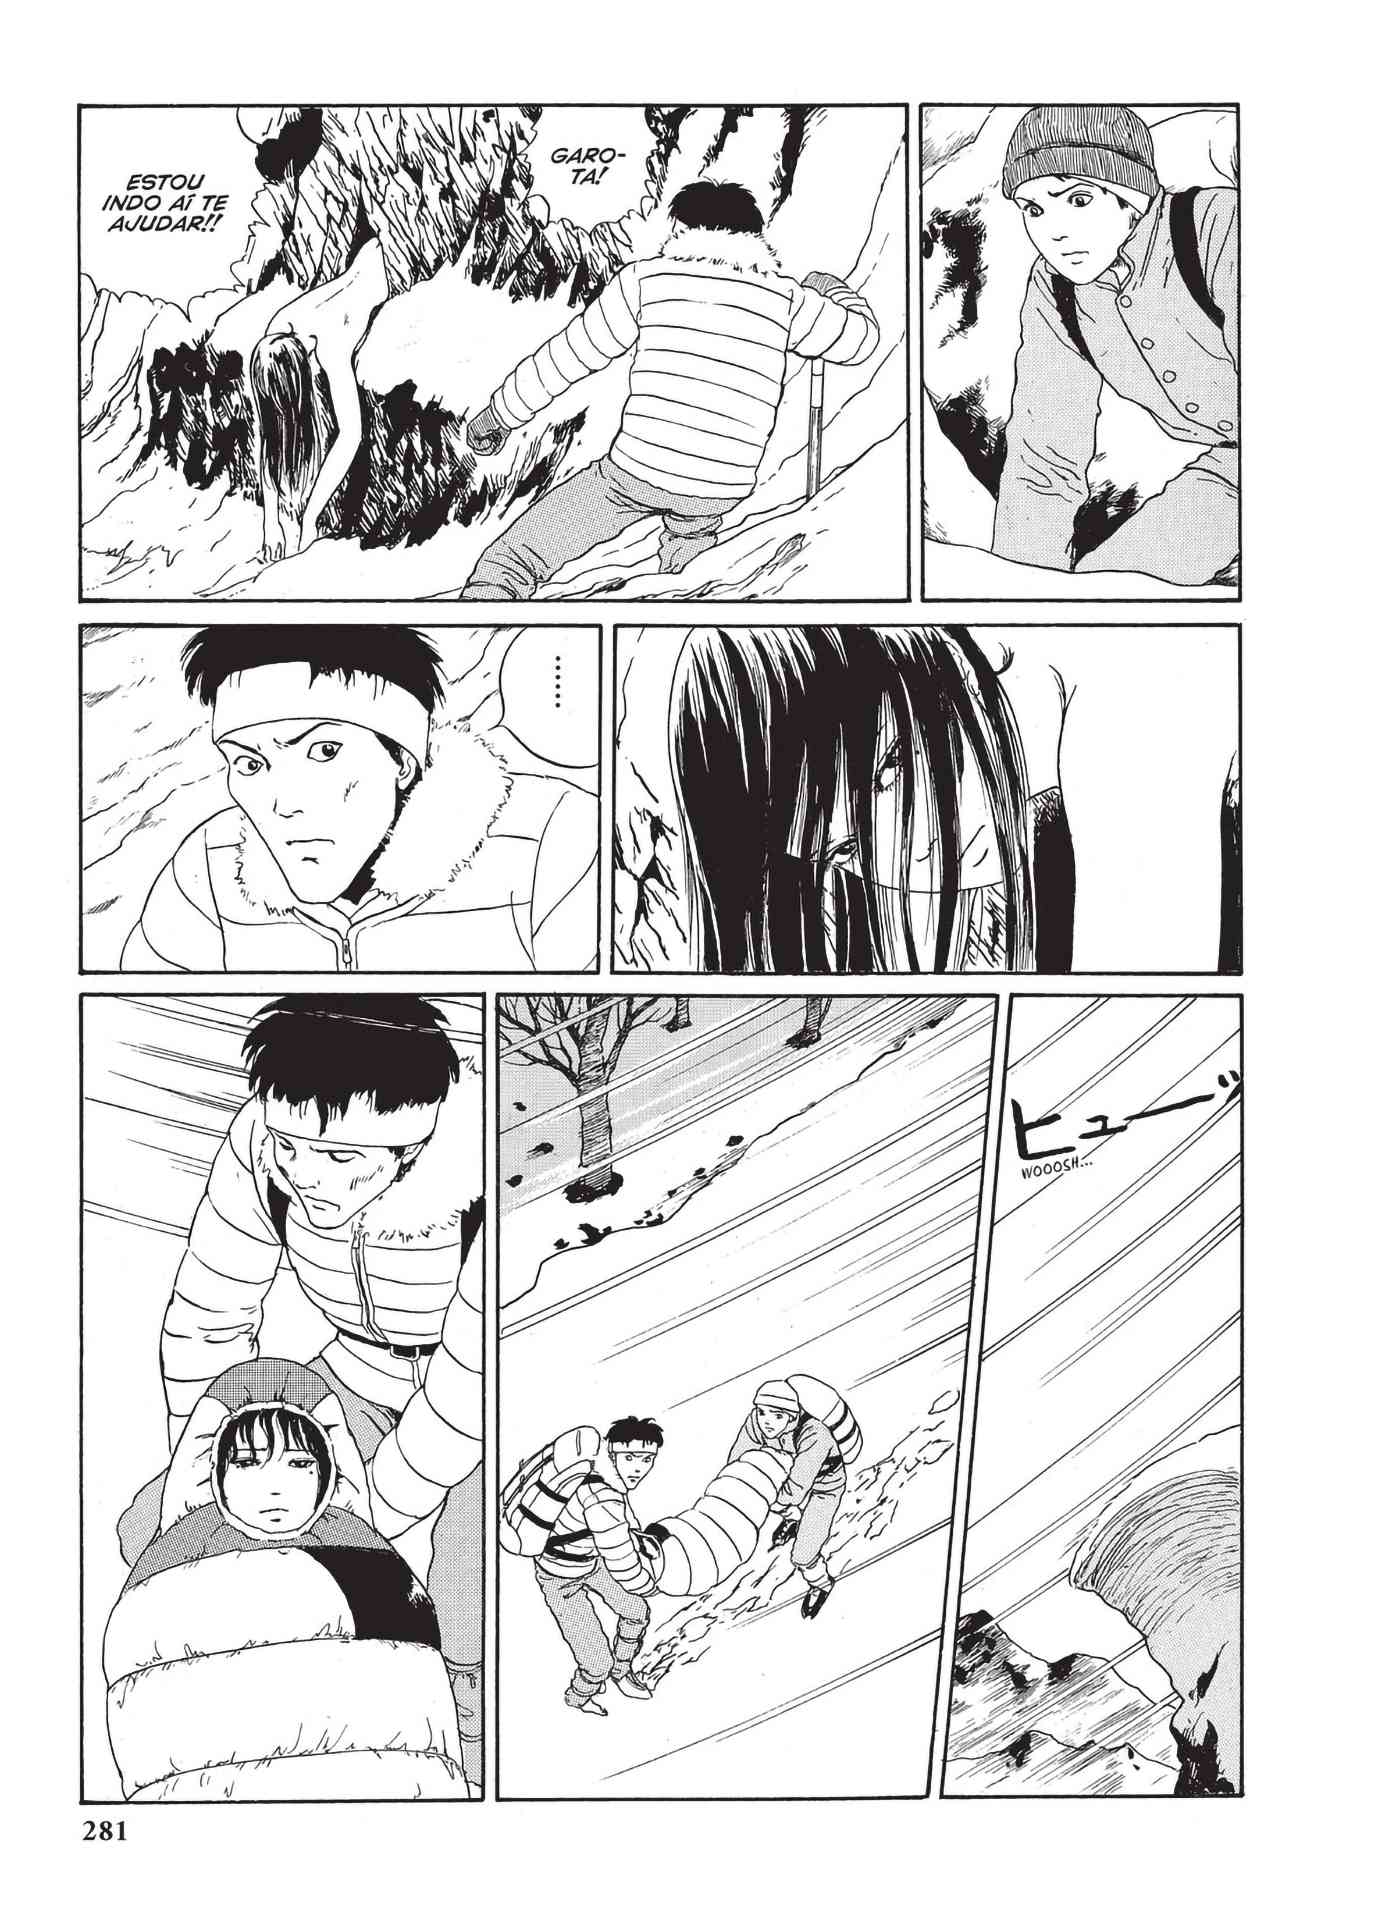 GARO-
TA!
ESTOU
INDO AÍ TE
AJUDAR!!
......
ヒューッ
WOOOSH...
281